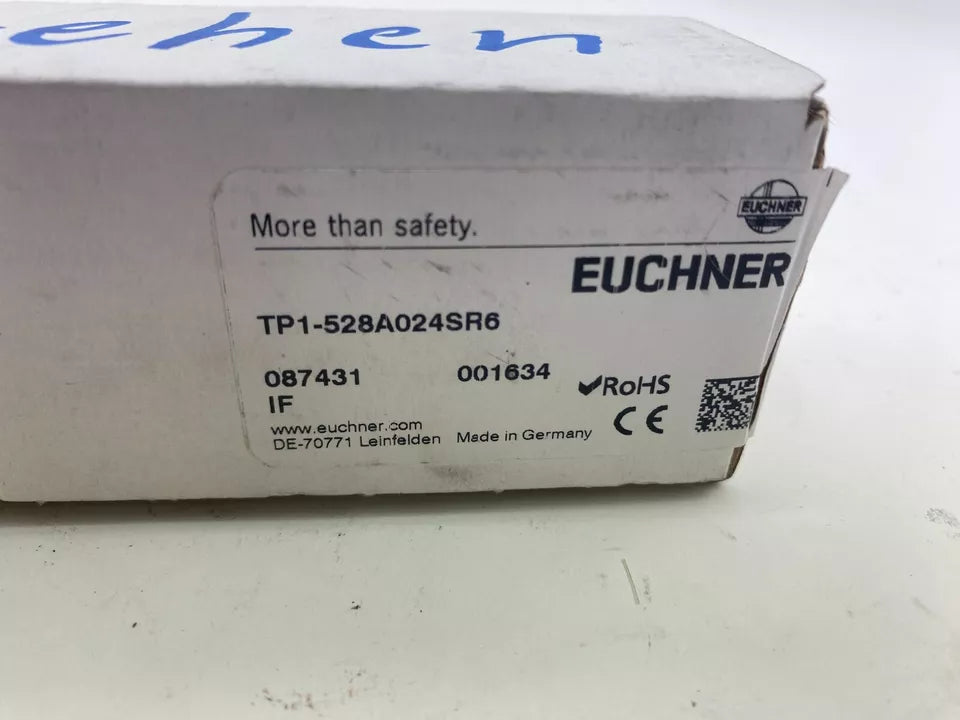 ehen
EUCHNER
More than safety.
EUCHNER
TP1-528A024SR6
087431 001634
IF
RoHS
CE
www.euchner.com
DE-70771 Leinfelden Made in Germany